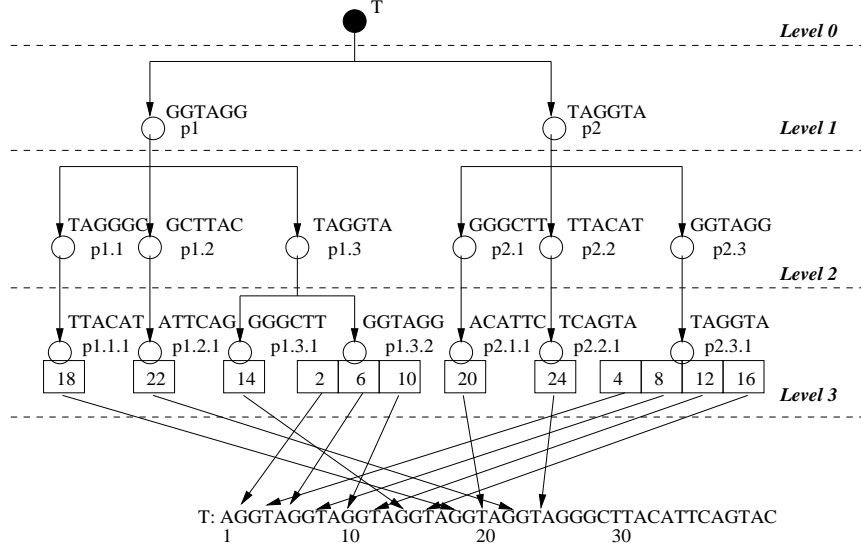 T
Level 0
GGTAGG TAGGTA
p1 p2 Level 1
TAGGGC GCTTAC TAGGTA GGGCTT TTACAT GGTAGG
p1.1 p1.2 p1.3 p2.1 p2.2 p2.3
Level 2
TTACAT ATTCAG GGGCTT GGTAGG ACATTC TCAGTA TAGGTA
p1.1.1 p1.2.1 p1.3.1 p1.3.2 p2.1.1 p2.2.1 p2.3.1
18 22 14 2 6 10 20 24 4 8 12 16
Level 3
T: AGGTAGGTAGGTAGGTAGGTAGGTAGGGCTTACATTCAGTAC
1 10 20 30